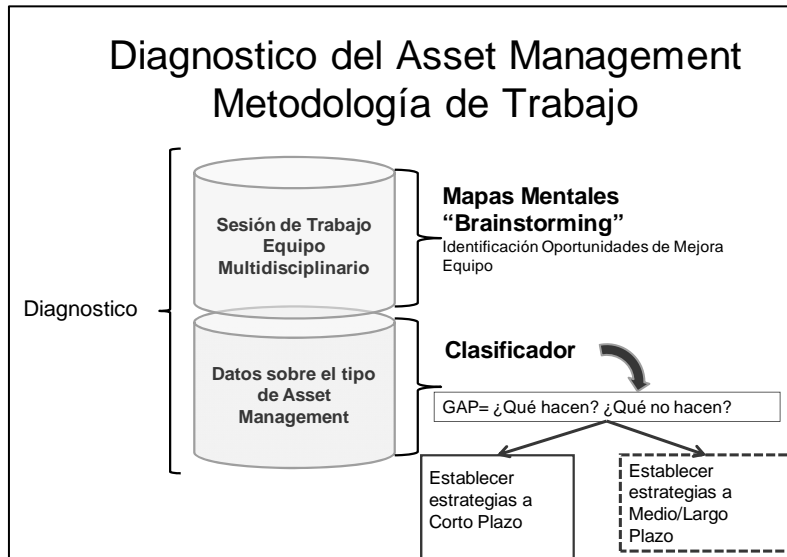 Diagnostico del Asset Management
Metodología de Trabajo
Diagnostico
Sesión de Trabajo
Equipo
Multidisciplinario
Mapas Mentales
“Brainstorming”
Identificación Oportunidades de Mejora
Equipo
Datos sobre el tipo
de Asset
Management
Clasificador
GAP= ¿Qué hacen? ¿Qué no hacen?
Establecer
estrategias a
Corto Plazo
Establecer
estrategias a
Medio/Largo
Plazo